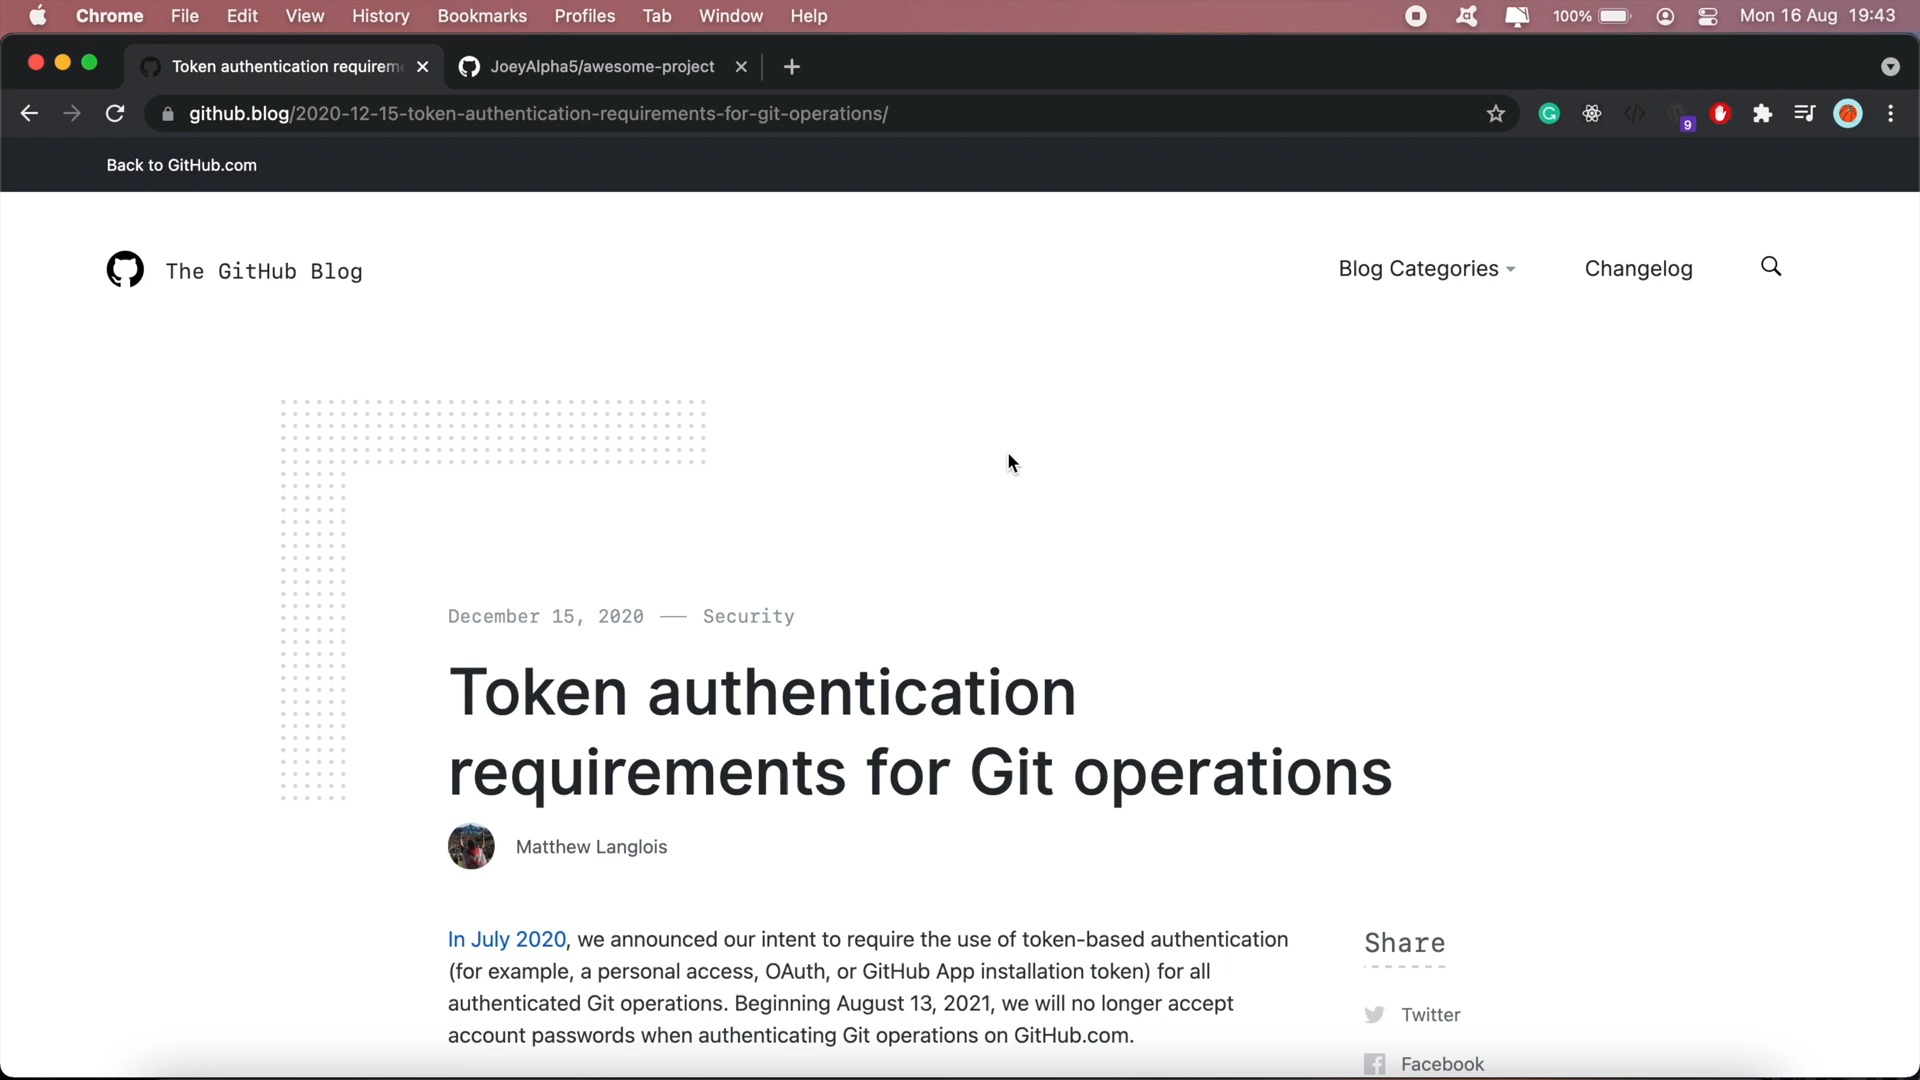 Chrome File Edit View History Bookmarks Profiles Tab Window Help 100% Mon 16 Aug 19:43
Token authentication requirem JoeyAlpha5/awesome-project
github.blog/2020-12-15-token-authentication-requirements-for-git-operations/ 9
Back to GitHub.com
The GitHub Blog
Blog Categories Changelog
December 15, 2020 — Security
Token authentication
requirements for Git operations
Matthew Langlois
In July 2020, we announced our intent to require the use of token-based authentication
(for example, a personal access, OAuth, or GitHub App installation token) for all
authenticated Git operations. Beginning August 13, 2021, we will no longer accept
account passwords when authenticating Git operations on GitHub.com.
Share
Twitter
Facebook